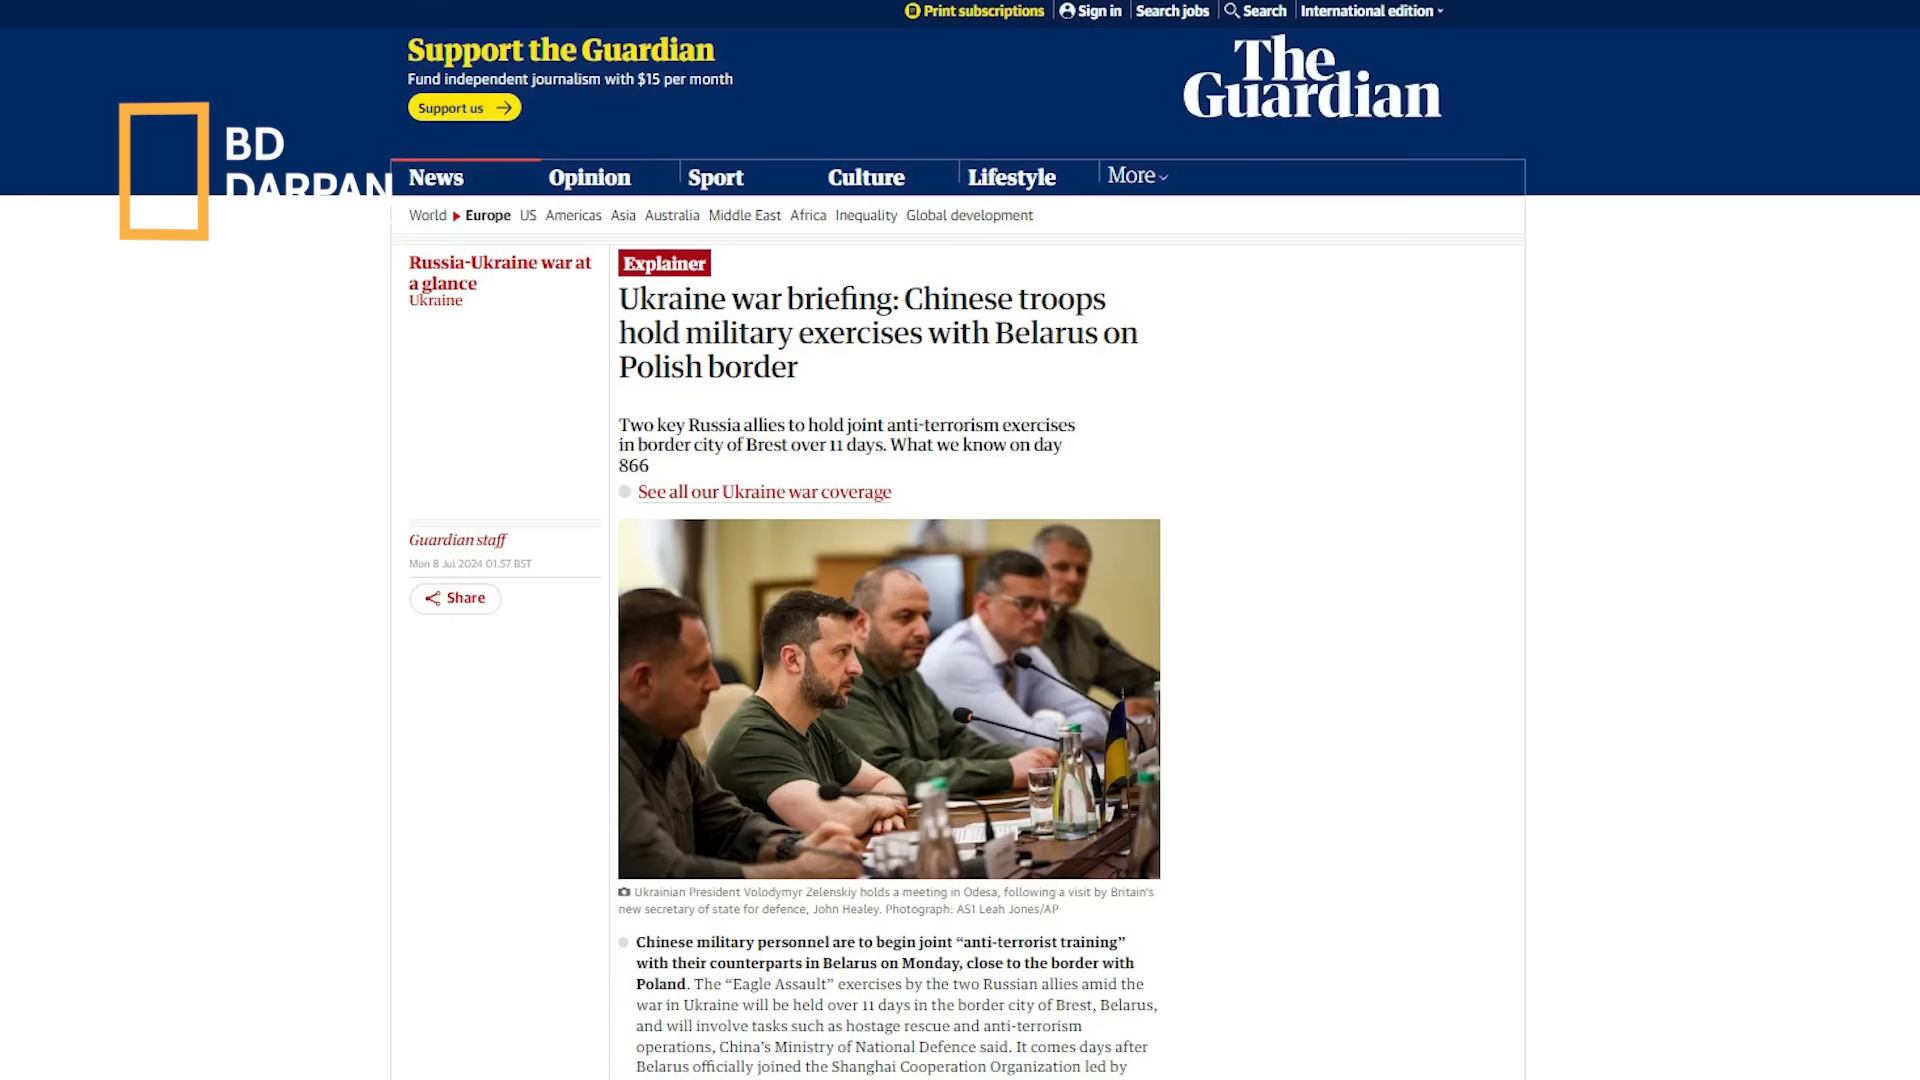 Print subscriptions
Sign in
Search jobs
Search
International edition
Support the Guardian
Fund independent journalism with $15 per month
Support us
The
Guardian
BD
DARPAN
News
Opinion
Sport
Culture
Lifestyle
More
World
Europe
US
Americas
Asia
Australia
Middle East
Africa
Inequality
Global development
Russia-Ukraine war at
a glance
Ukraine
Explainer
Ukraine war briefing: Chinese troops
hold military exercises with Belarus on
Polish border
Two key Russia allies to hold joint anti-terrorism exercises
in border city of Brest over 11 days. What we know on day
866
See all our Ukraine war coverage
Guardian staff
Mon 8 Jul 2024 01.57 BST
Share
Ukrainian President Volodymyr Zelenskiy holds a meeting in Odesa, following a visit by Britain's
new secretary of state for defence, John Healey. Photograph: AS1 Leah Jones/AP
Chinese military personnel are to begin joint “anti-terrorist training”
with their counterparts in Belarus on Monday, close to the border with
Poland. The “Eagle Assault” exercises by the two Russian allies amid the
war in Ukraine will be held over 11 days in the border city of Brest, Belarus,
and will involve tasks such as hostage rescue and anti-terrorism
operations, China’s Ministry of National Defence said. It comes days after
Belarus officially joined the Shanghai Cooperation Organization led by